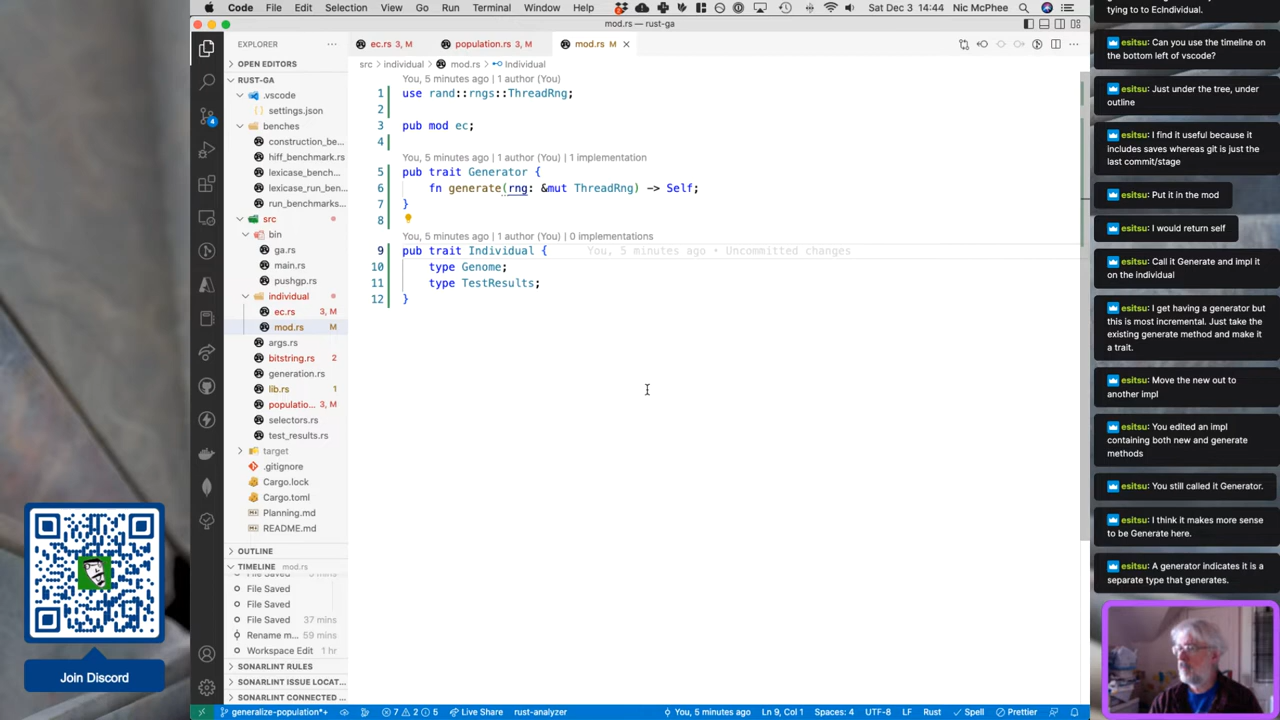 Code File Edit Selection View Go Run Terminal Window Help
Sat Dec 3 14:44 Nic McPhee
mod.rs — rust-ga
EXPLORER
OPEN EDITORS
RUST-GA
.vscode
settings.json
benches
construction_be...
hiff_benchmark.rs
lexicase_bench...
lexicase_run_ben...
run_benchmarks...
src
bin
ga.rs
main.rs
pushgp.rs
individual
ec.rs 3, M
mod.rs M
args.rs
bitstring.rs 2
generation.rs
lib.rs 1
populatio... 3, M
selectors.rs
test_results.rs
target
.gitignore
Cargo.lock
Cargo.toml
Planning.md
README.md
OUTLINE
TIMELINE mod.rs
File Saved
File Saved
File Saved
File Saved 37 mins
Rename m... 59 mins
Workspace Edit 1 hr
SONARLINT RULES
SONARLINT ISSUE LOCAT...
SONARLINT CONNECTED ...
ec.rs 3, M
population.rs 3, M
mod.rs M
src > individual > mod.rs > Individual
You, 5 minutes ago | 1 author (You)
1 use rand::rngs::ThreadRng;
2
3 pub mod ec;
4
You, 5 minutes ago | 1 author (You) | 1 implementation
5 pub trait Generator {
6 fn generate(rng: &mut ThreadRng) -> Self;
7 }
8
You, 5 minutes ago | 1 author (You) | 0 implementations
9 pub trait Individual { You, 5 minutes ago • Uncommitted changes
10 type Genome;
11 type TestResults;
12 }
generalize-population*+
7 2 5
Live Share
rust-analyzer
You, 5 minutes ago
Ln 9, Col 1
Spaces: 4
UTF-8
LF
Rust
Spell
Prettier
Join Discord
4
trying to to EcIndividual.
esitsu: Can you use the timeline on
the bottom left of vscode?
esitsu: Just under the tree, under
outline
esitsu: I find it useful because it
includes saves whereas git is just the
last commit/stage
esitsu: Put it in the mod
esitsu: I would return self
esitsu: Call it Generate and impl it
on the individual
esitsu: I get having a generator but
this is most incremental. Just take the
existing generate method and make it
a trait.
esitsu: Move the new out to
another impl
esitsu: You edited an impl
containing both new and generate
methods
esitsu: You still called it Generator.
esitsu: I think it makes more sense
to be Generate here.
esitsu: A generator indicates it is a
separate type that generates.